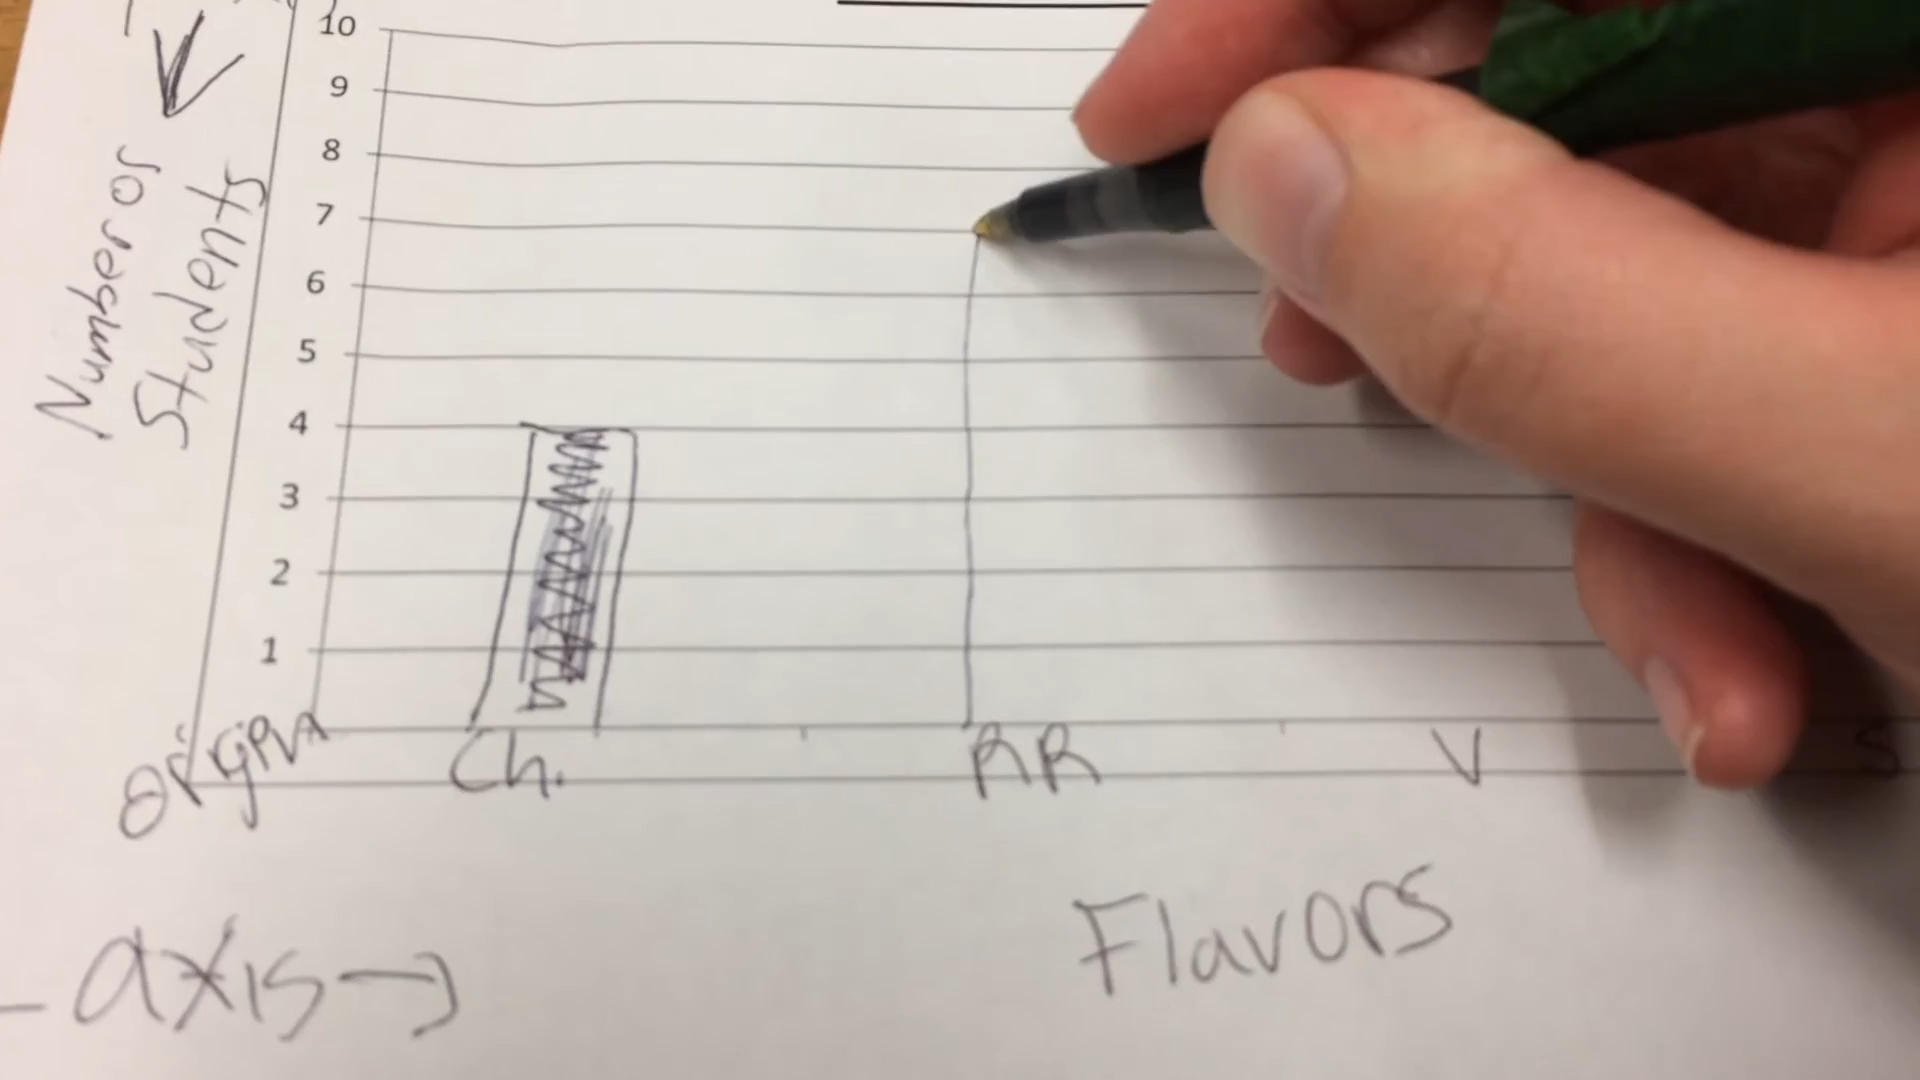 10
9
8
7
6
5
4
3
2
1
Number of
Students
Origin
Ch.
RR
V
S
Flavors
- axis →